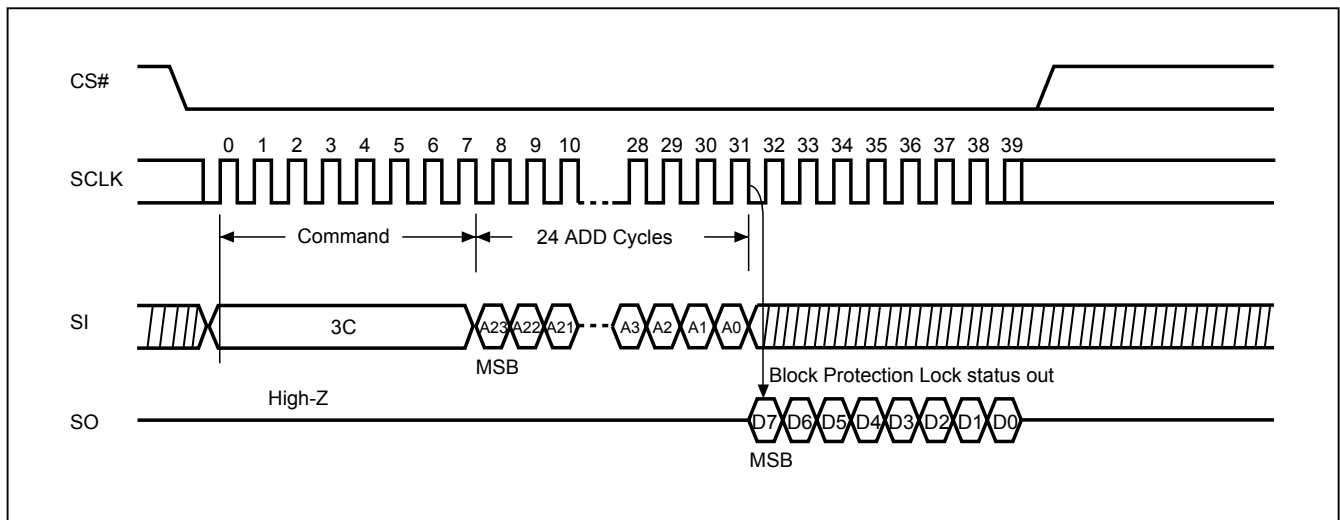 CS#
0 1 2 3 4 5 6 7 8 9 10 28 29 30 31 32 33 34 35 36 37 38 39
SCLK
Command 24 ADD Cycles
SI 3C A23 A22 A21 A3 A2 A1 A0
MSB
Block Protection Lock status out
High-Z
SO D7 D6 D5 D4 D3 D2 D1 D0
MSB